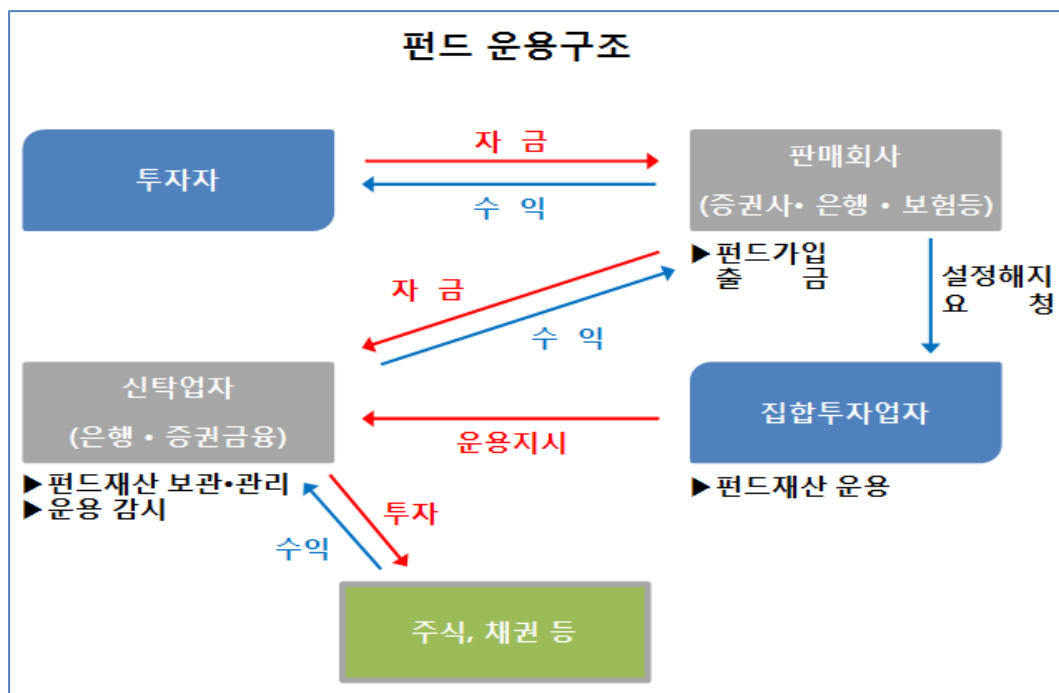 펀드 운용구조
자 금
투자자
판매회사
(증권사• 은행 • 보험등)
수 익
▶펀드가입
출 금
설정해지
요 청
자 금
수 익
신탁업자
(은행 • 증권금융)
운용지시
집합투자업자
▶펀드재산 보관•관리
▶운용 감시
▶펀드재산 운용
투자
수익
주식, 채권 등